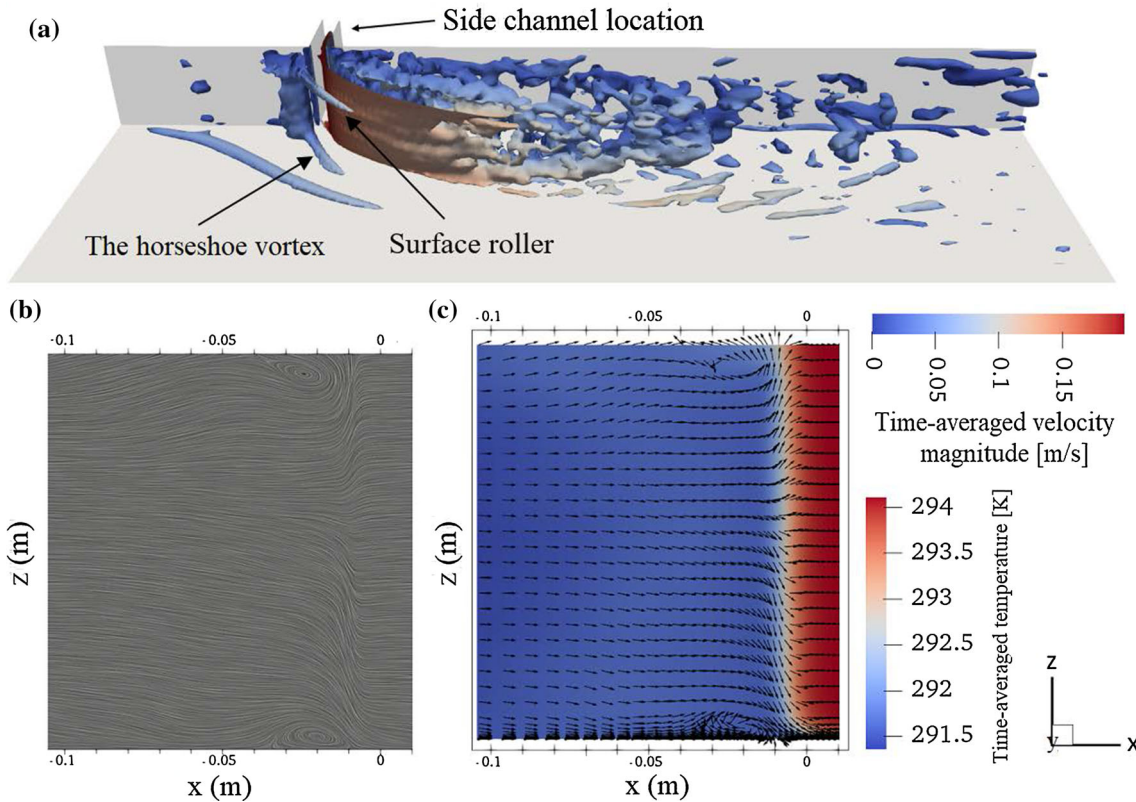 (a)
Side channel location
The horseshoe vortex
Surface roller
(b)
-0.1 -0.05 0
z (m)
-0.1 -0.05 0
x (m)
(c)
-0.1 -0.05 0
z (m)
-0.1 -0.05 0
x (m)
0 0.05 0.1 0.15
Time-averaged velocity
magnitude [m/s]
294
293.5
293
292.5
292
291.5
Time-averaged temperature [K]
z
y
x